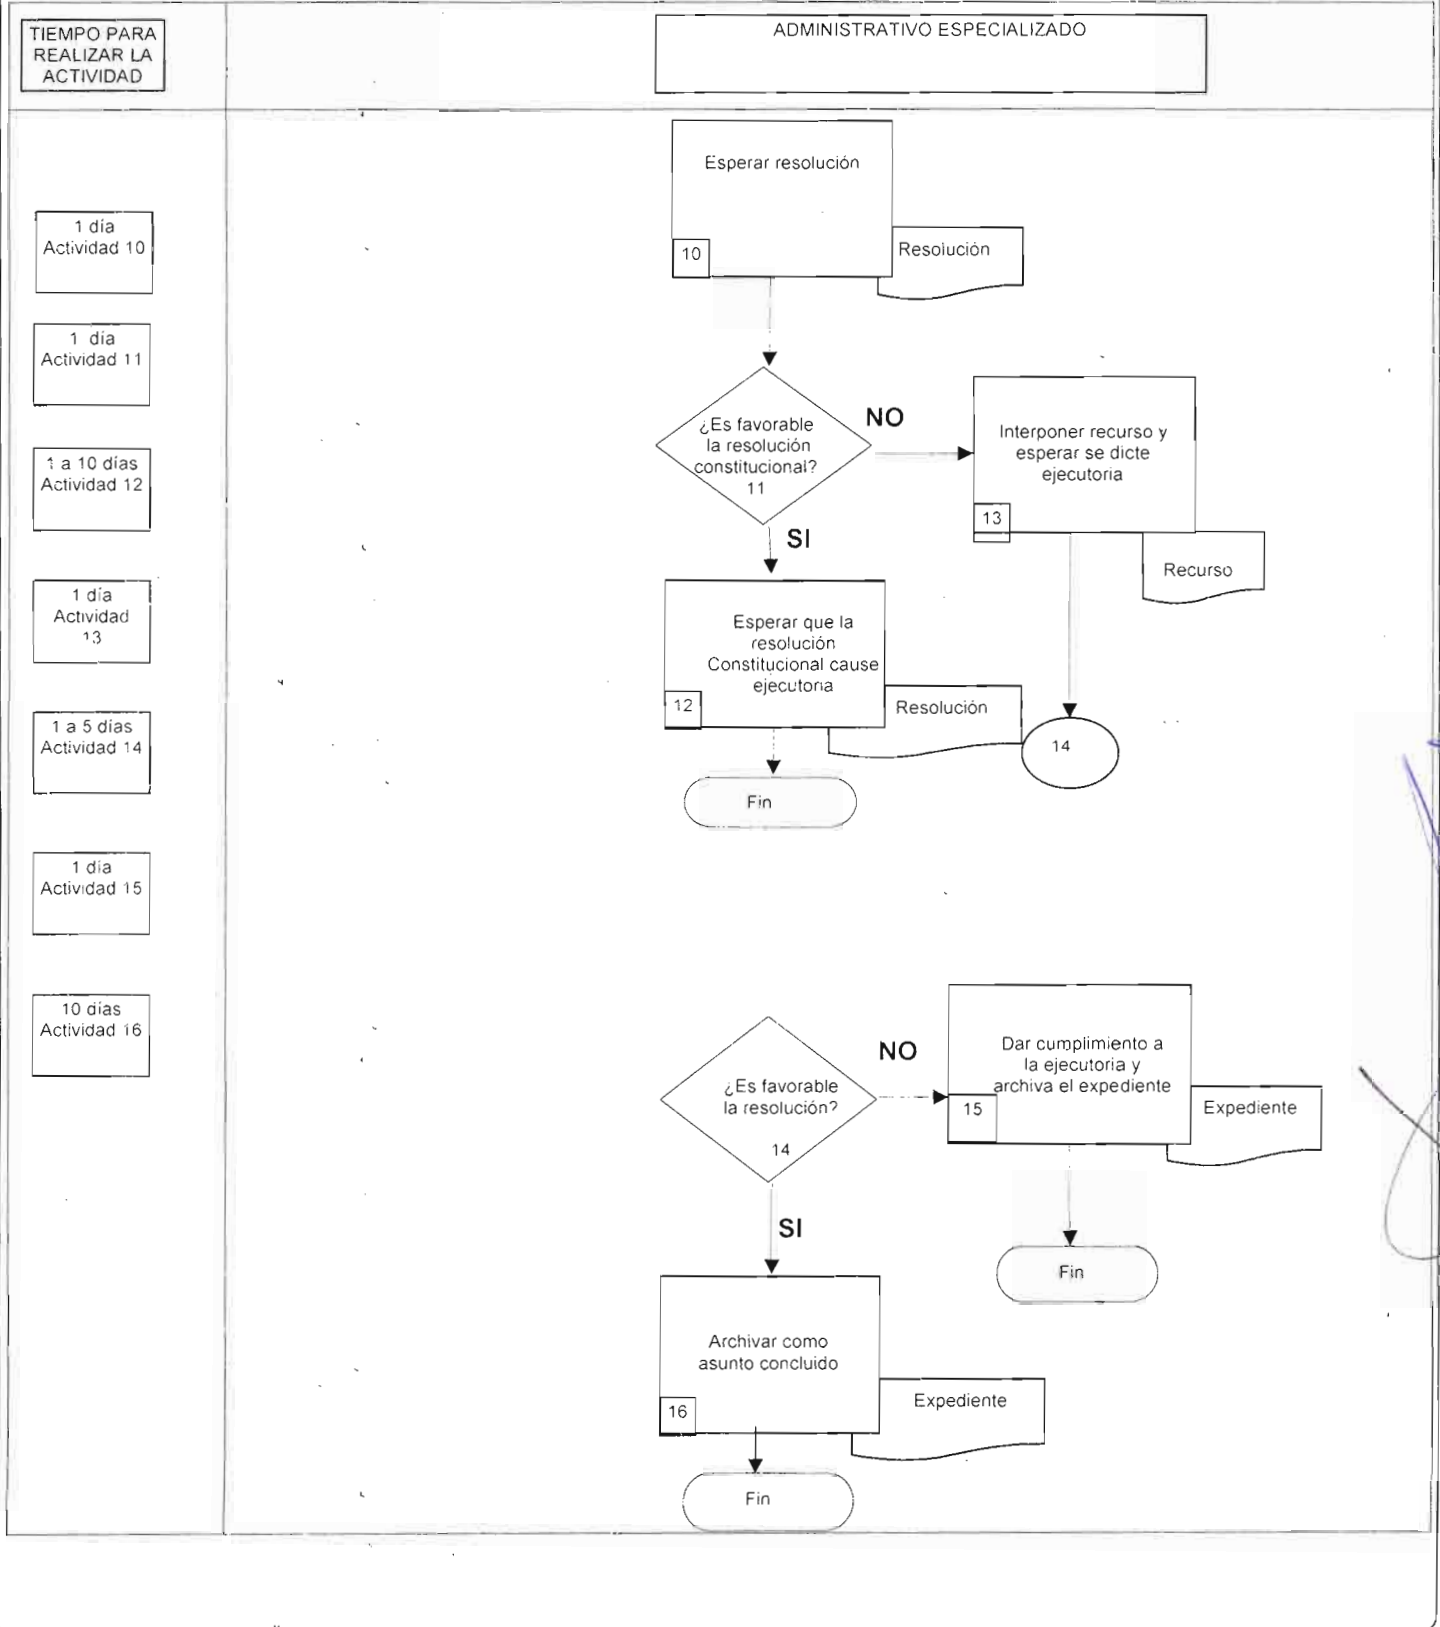 TIEMPO PARA
REALIZAR LA
ACTIVIDAD
ADMINISTRATIVO ESPECIALIZADO
1 día
Actividad 10
1 día
Actividad 11
1 a 10 días
Actividad 12
1 día
Actividad
13
1 a 5 días
Actividad 14
1 día
Actividad 15
10 días
Actividad 16
Esperar resolución
10
Resolución
¿Es favorable
la resolución
constitucional?
11
NO
Interponer recurso y
esperar se dicte
ejecutoria
13
Recurso
SI
Esperar que la
resolución
Constitucional cause
ejecutoria
12
Resolución
14
Fin
¿Es favorable
la resolución?
14
NO
Dar cumplimiento a
la ejecutoria y
archiva el expediente
15
Expediente
Fin
SI
Archivar como
asunto concluido
16
Expediente
Fin